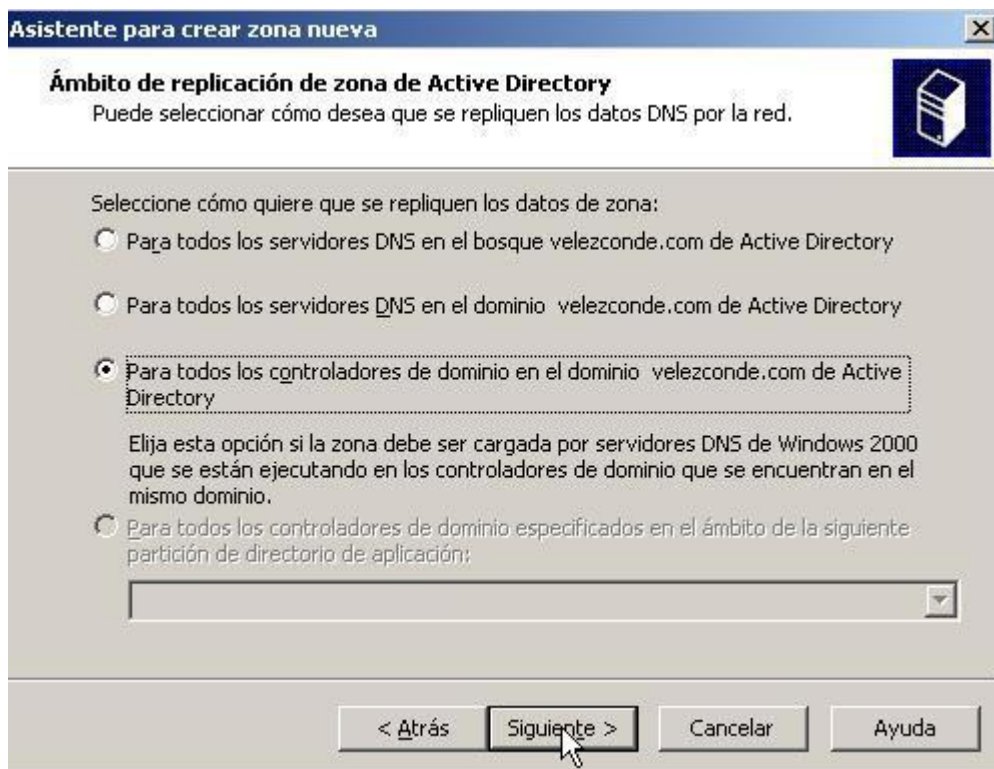 Asistente para crear zona nueva
Ámbito de replicación de zona de Active Directory
Puede seleccionar cómo desea que se repliquen los datos DNS por la red.
Seleccione cómo quiere que se repliquen los datos de zona:
Para todos los servidores DNS en el bosque velezconde.com de Active Directory
Para todos los servidores DNS en el dominio velezconde.com de Active Directory
Para todos los controladores de dominio en el dominio velezconde.com de Active
Directory
Elija esta opción si la zona debe ser cargada por servidores DNS de Windows 2000
que se están ejecutando en los controladores de dominio que se encuentran en el
mismo dominio.
Para todos los controladores de dominio especificados en el ámbito de la siguiente
partición de directorio de aplicación:
< Atrás Siguiente > Cancelar Ayuda